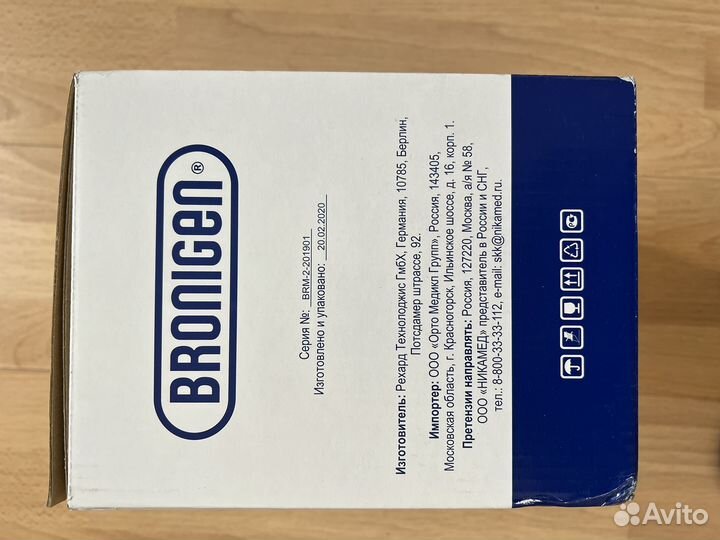 BRONIGEN®
Серия №: BRM-2-201901
Изготовлено и упаковано: 20.02.2020
Изготовитель: Рехард Технолоджис ГмбХ, Германия, 10785, Берлин,
Потсдамер штрассе, 92.
Импортер: ООО «Орто Медикл Групп», Россия, 143405,
Московская область, г. Красногорск, Ильинское шоссе, д. 16, корп. 1.
Претензии направлять: Россия, 127220, Москва, а/я № 58,
ООО «НИКАМЕД» представитель в России и СНГ,
тел.: 8-800-33-33-112, e-mail: skk@nikamed.ru.
Avito